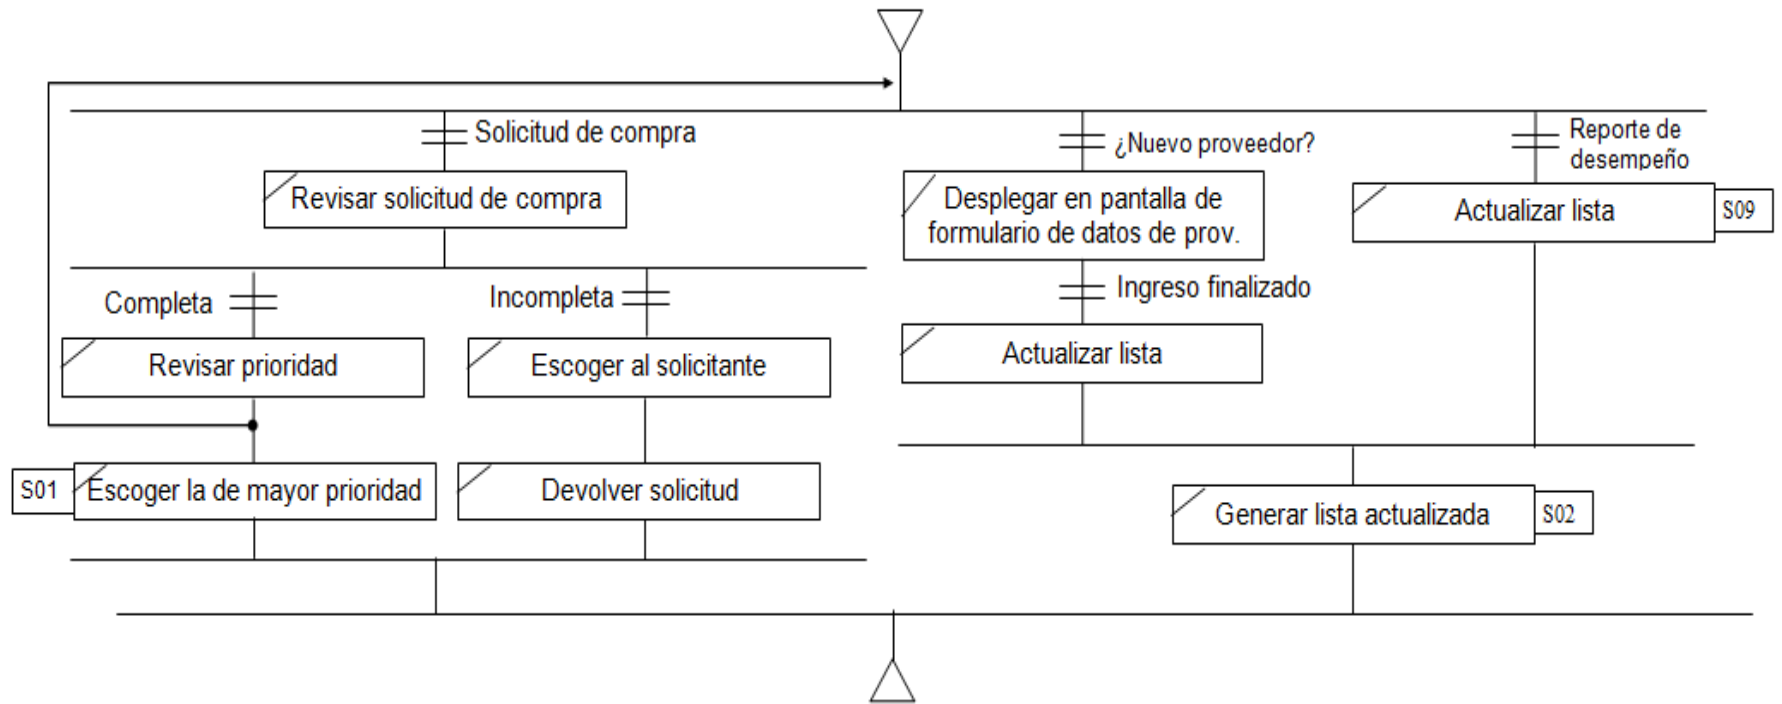 Solicitud de compra
¿Nuevo proveedor?
Reporte de
desempeño
Revisar solicitud de compra
Desplegar en pantalla de
formulario de datos de prov.
Actualizar lista
S09
Completa
Incompleta
Ingreso finalizado
Revisar prioridad
Escoger al solicitante
Actualizar lista
S01
Escoger la de mayor prioridad
Devolver solicitud
Generar lista actualizada
S02